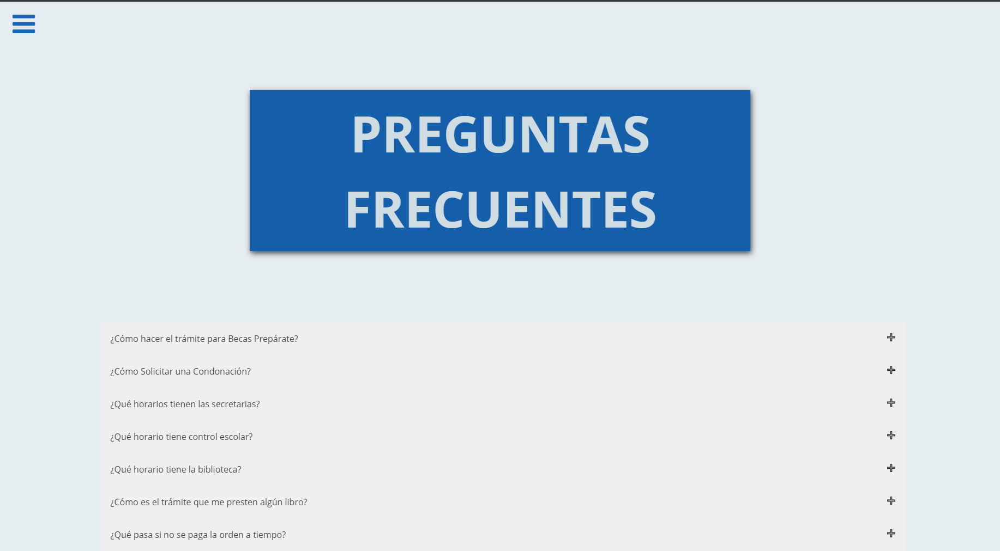 PREGUNTAS
FRECUENTES
¿Cómo hacer el trámite para Becas Prepárate?
¿Cómo Solicitar una Condonación?
¿Qué horarios tienen las secretarias?
¿Qué horario tiene control escolar?
¿Qué horario tiene la biblioteca?
¿Cómo es el trámite que me presten algún libro?
¿Qué pasa si no se paga la orden a tiempo?